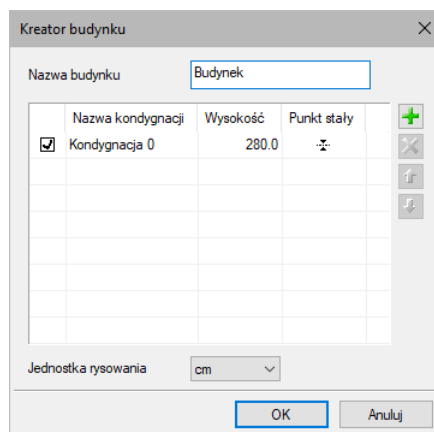 Kreator budynku
Nazwa budynku Budynek
Nazwa kondygnacji Wysokość Punkt stały
Kondygnacja 0 280.0
Jednostka rysowania cm
OK Anuluj